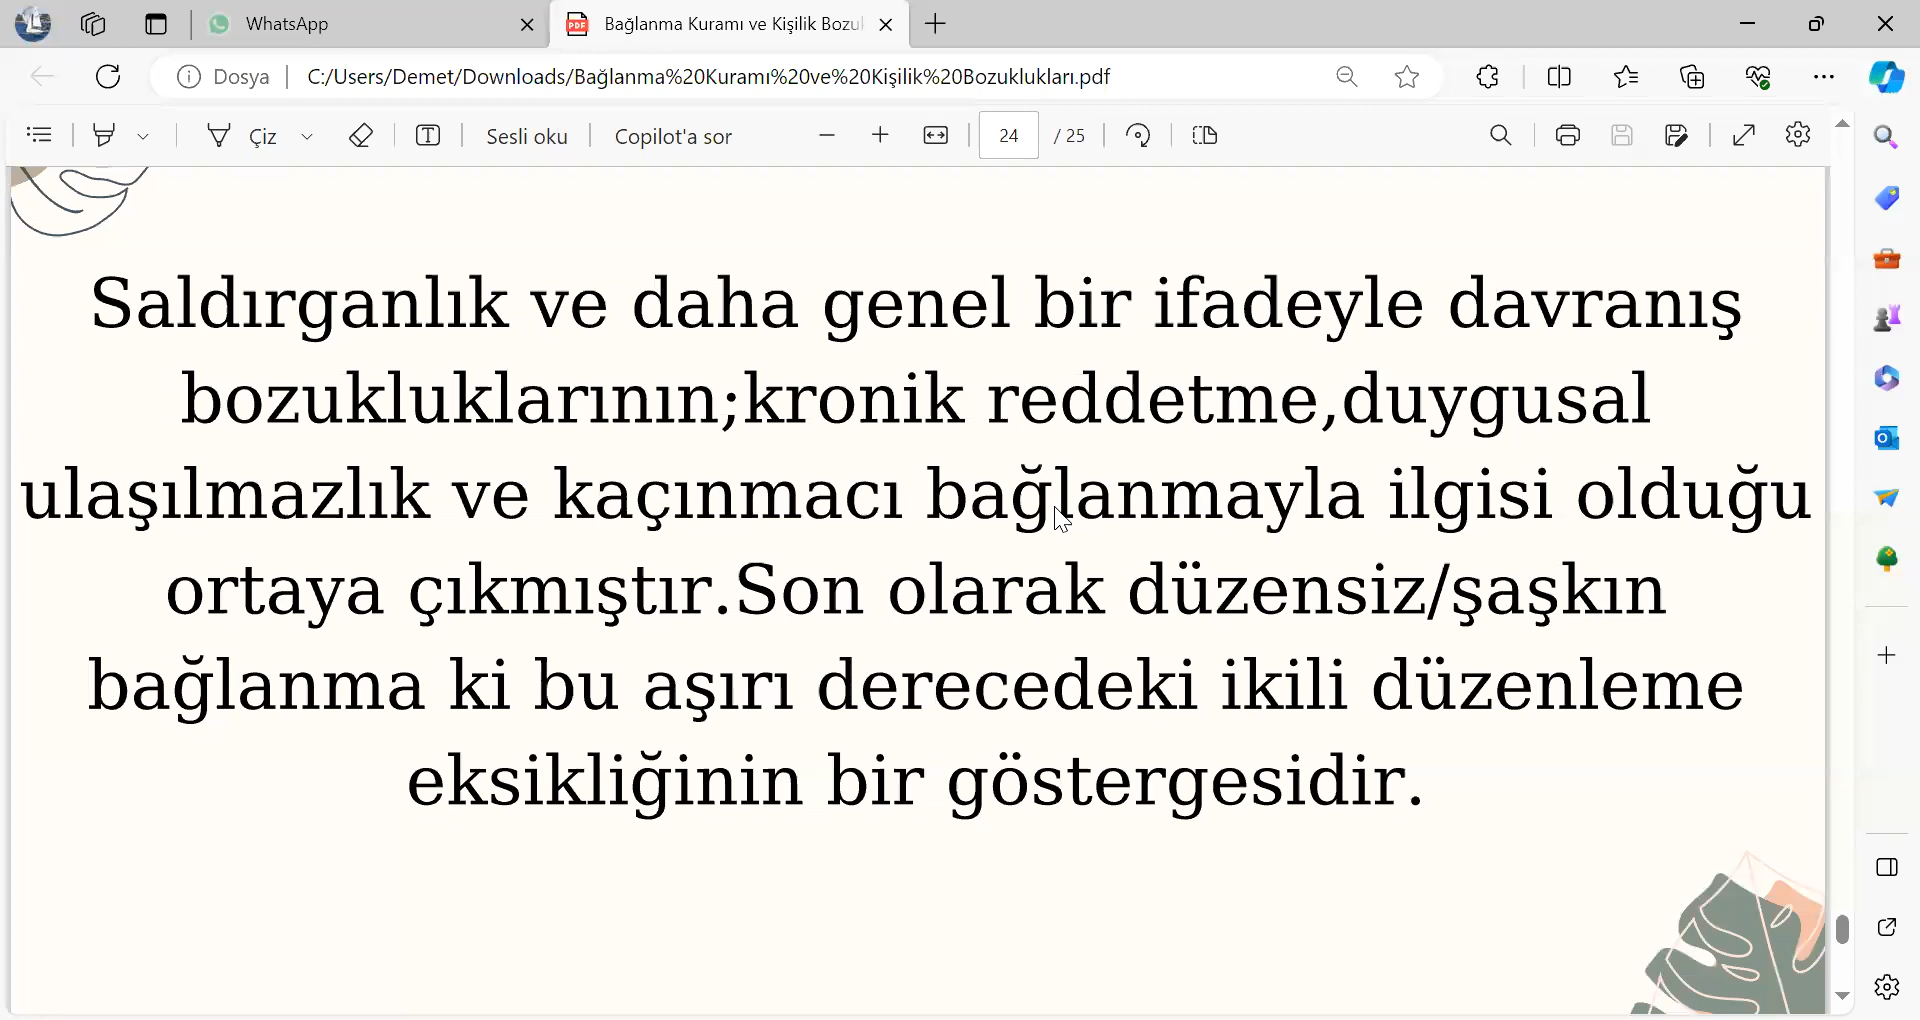 WhatsApp
Bağlanma Kuramı ve Kişilik Bozu
Dosya
C:/Users/Demet/Downloads/Bağlanma%20Kuramı%20ve%20Kişilik%20Bozuklukları.pdf
Çiz
Sesli oku
Copilot'a sor
24 / 25
Saldırganlık ve daha genel bir ifadeyle davranış
bozukluklarının;kronik reddetme,duygusal
ulaşılmazlık ve kaçınmacı bağlanmayla ilgisi olduğu
ortaya çıkmıştır.Son olarak düzensiz/şaşkın
bağlanma ki bu aşırı derecedeki ikili düzenleme
eksikliğinin bir göstergesidir.